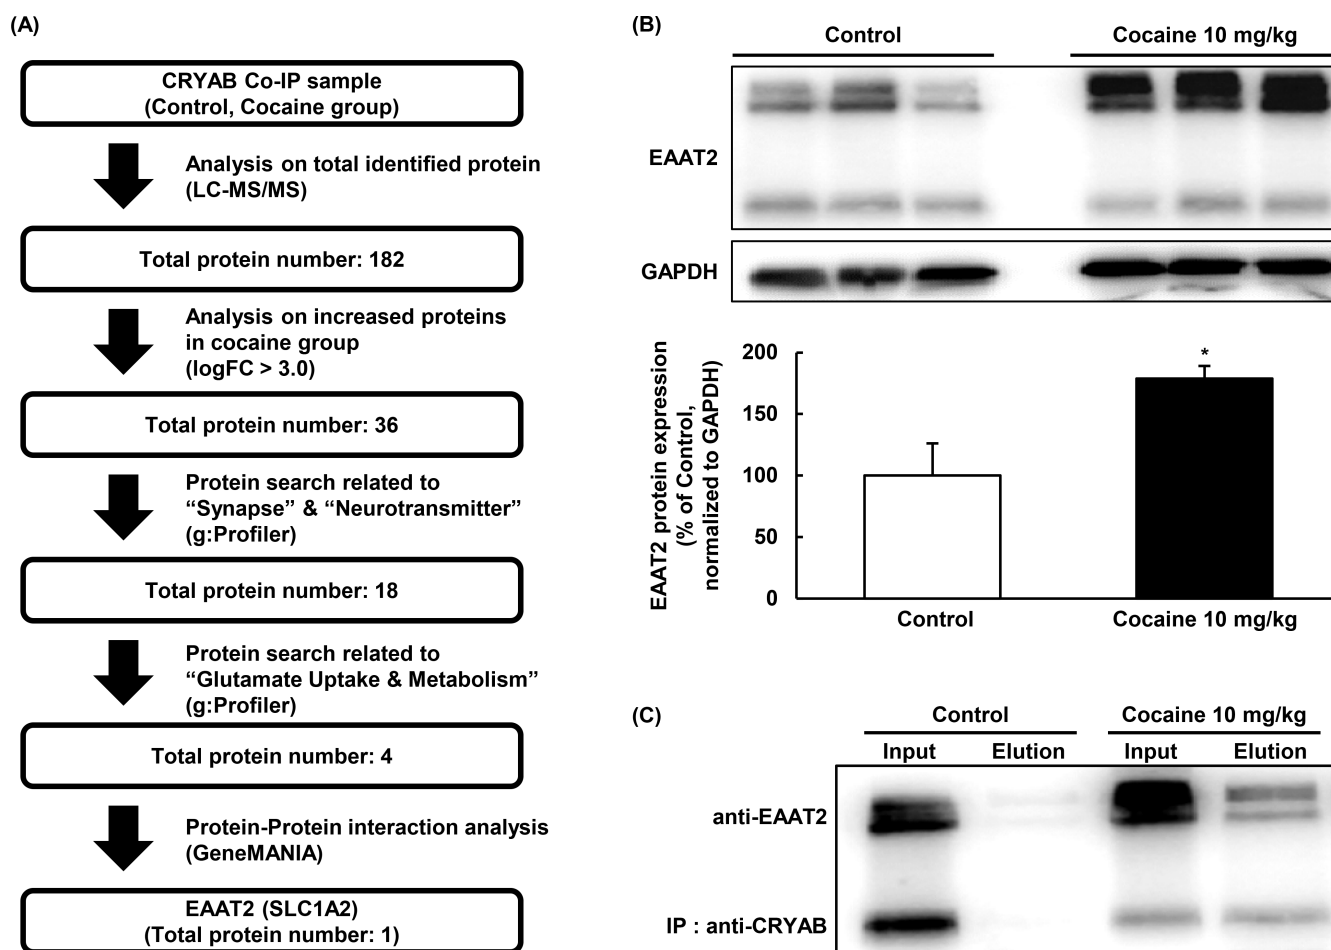 (A)
CRYAB Co-IP sample
(Control, Cocaine group)
Analysis on total identified protein
(LC-MS/MS)
Total protein number: 182
Analysis on increased proteins
in cocaine group
(logFC > 3.0)
Total protein number: 36
Protein search related to
“Synapse” & “Neurotransmitter”
(g:Profiler)
Total protein number: 18
Protein search related to
“Glutamate Uptake & Metabolism”
(g:Profiler)
Total protein number: 4
Protein-Protein interaction analysis
(GeneMANIA)
EAAT2 (SLC1A2)
(Total protein number: 1)
(B)
Control
Cocaine 10 mg/kg
EAAT2
GAPDH
EAAT2 protein expression
(% of Control,
normalized to GAPDH)
200
150
100
50
0
*
Control
Cocaine 10 mg/kg
(C)
Control
Cocaine 10 mg/kg
Input
Elution
Input
Elution
anti-EAAT2
IP : anti-CRYAB